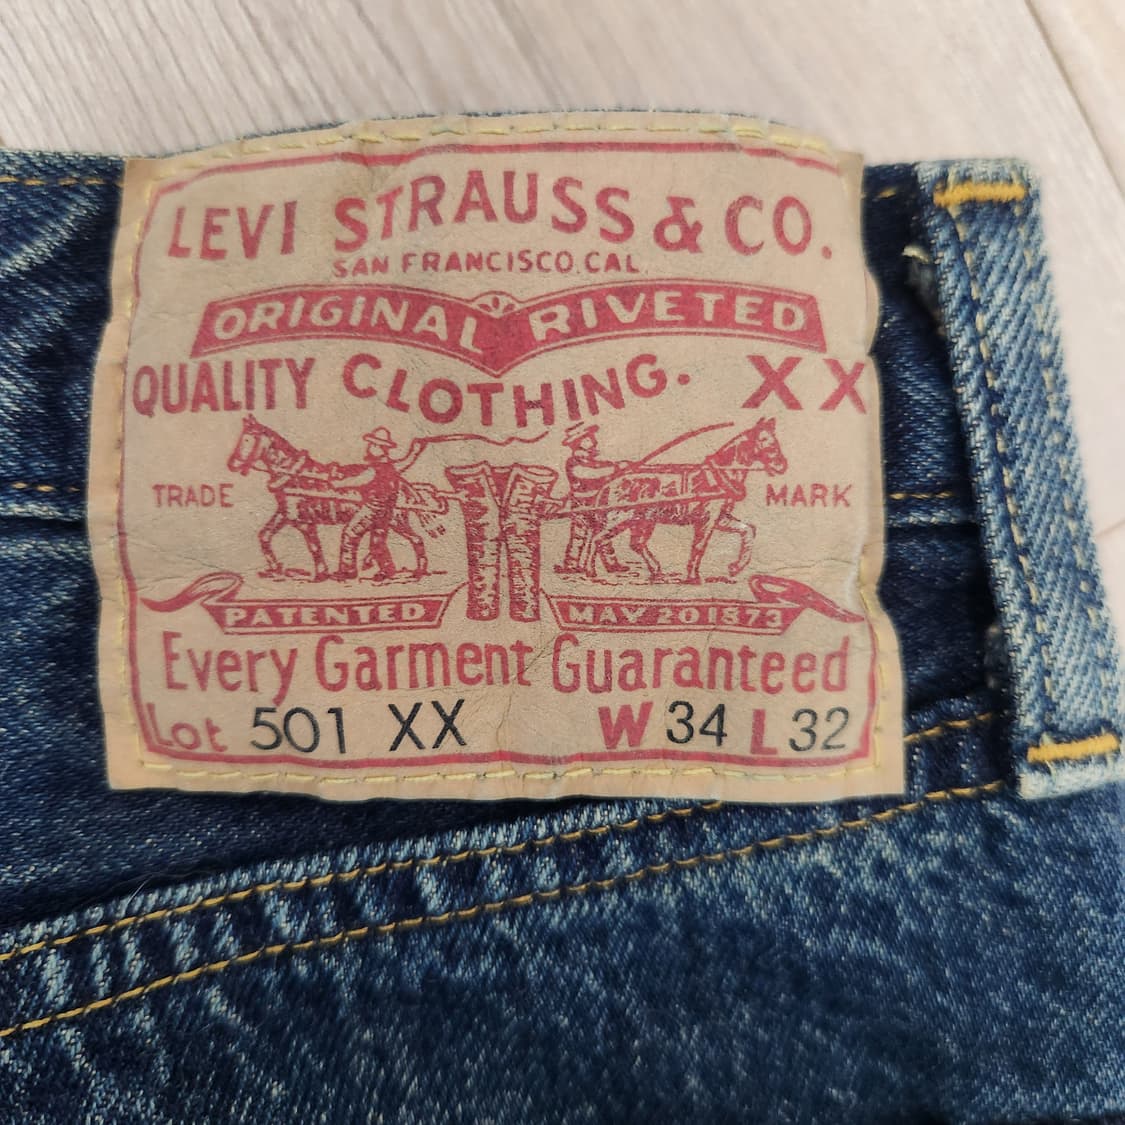 LEVI STRAUSS & CO.
SAN FRANCISCO, CAL.
ORIGINAL RIVETED
QUALITY CLOTHING. XX
TRADE MARK
PATENTED MAY 20 1873
Every Garment Guaranteed
Lot 501 XX W 34 L 32